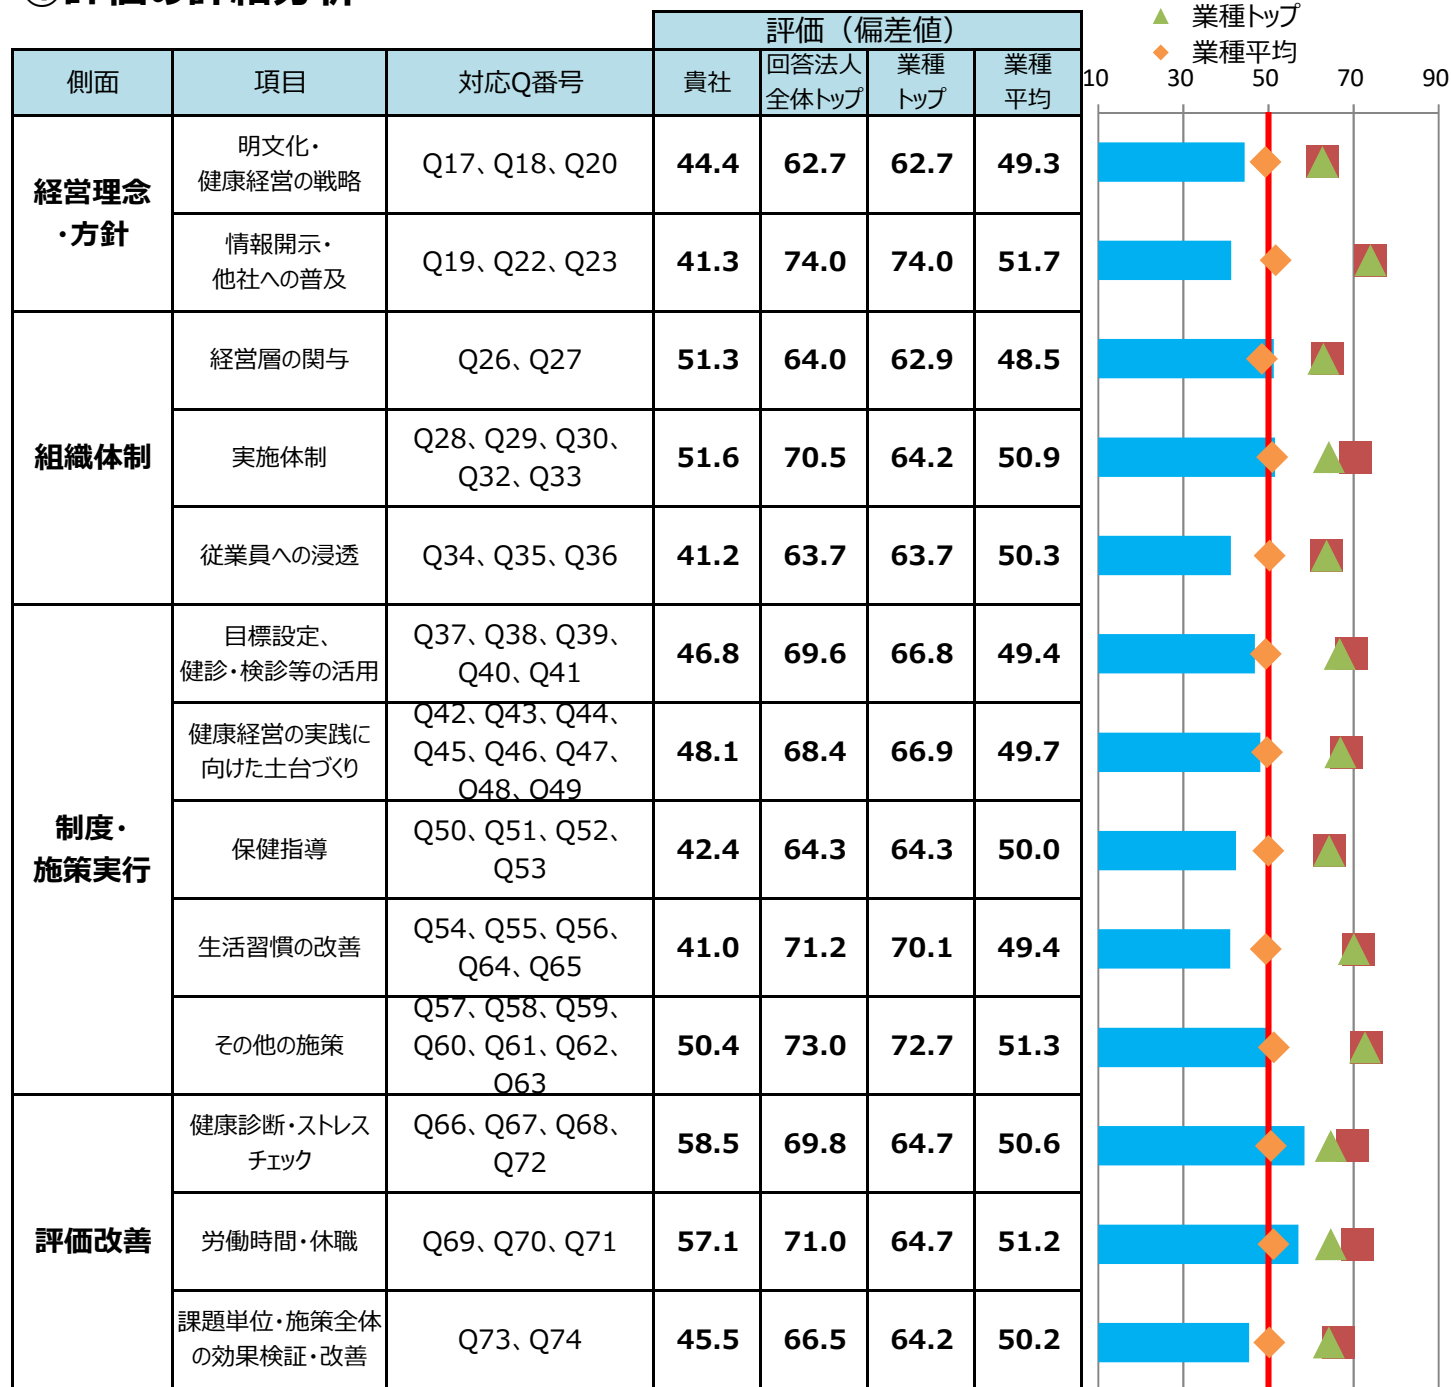 ①評価の詳細分析
業種トップ
業種平均
評価（偏差値）
側面 項目 対応Q番号 貴社 回答法人 業種 業種
全体トップ トップ 平均
10 30 50 70 90
経営理念
・方針
明文化・
健康経営の戦略
Q17、Q18、Q20 44.4 62.7 62.7 49.3
情報開示・
他社への普及
Q19、Q22、Q23 41.3 74.0 74.0 51.7
組織体制
経営層の関与 Q26、Q27 51.3 64.0 62.9 48.5
実施体制
Q28、Q29、Q30、
Q32、Q33
51.6 70.5 64.2 50.9
従業員への浸透 Q34、Q35、Q36 41.2 63.7 63.7 50.3
制度・
施策実行
目標設定、
健診・検診等の活用
Q37、Q38、Q39、
Q40、Q41
46.8 69.6 66.8 49.4
健康経営の実践に
向けた土台づくり
Q42、Q43、Q44、
Q45、Q46、Q47、
Q48、Q49
48.1 68.4 66.9 49.7
保健指導
Q50、Q51、Q52、
Q53
42.4 64.3 64.3 50.0
生活習慣の改善
Q54、Q55、Q56、
Q64、Q65
41.0 71.2 70.1 49.4
その他の施策
Q57、Q58、Q59、
Q60、Q61、Q62、
Q63
50.4 73.0 72.7 51.3
評価改善
健康診断・ストレス
チェック
Q66、Q67、Q68、
Q72
58.5 69.8 64.7 50.6
労働時間・休職 Q69、Q70、Q71 57.1 71.0 64.7 51.2
課題単位・施策全体
の効果検証・改善
Q73、Q74 45.5 66.5 64.2 50.2